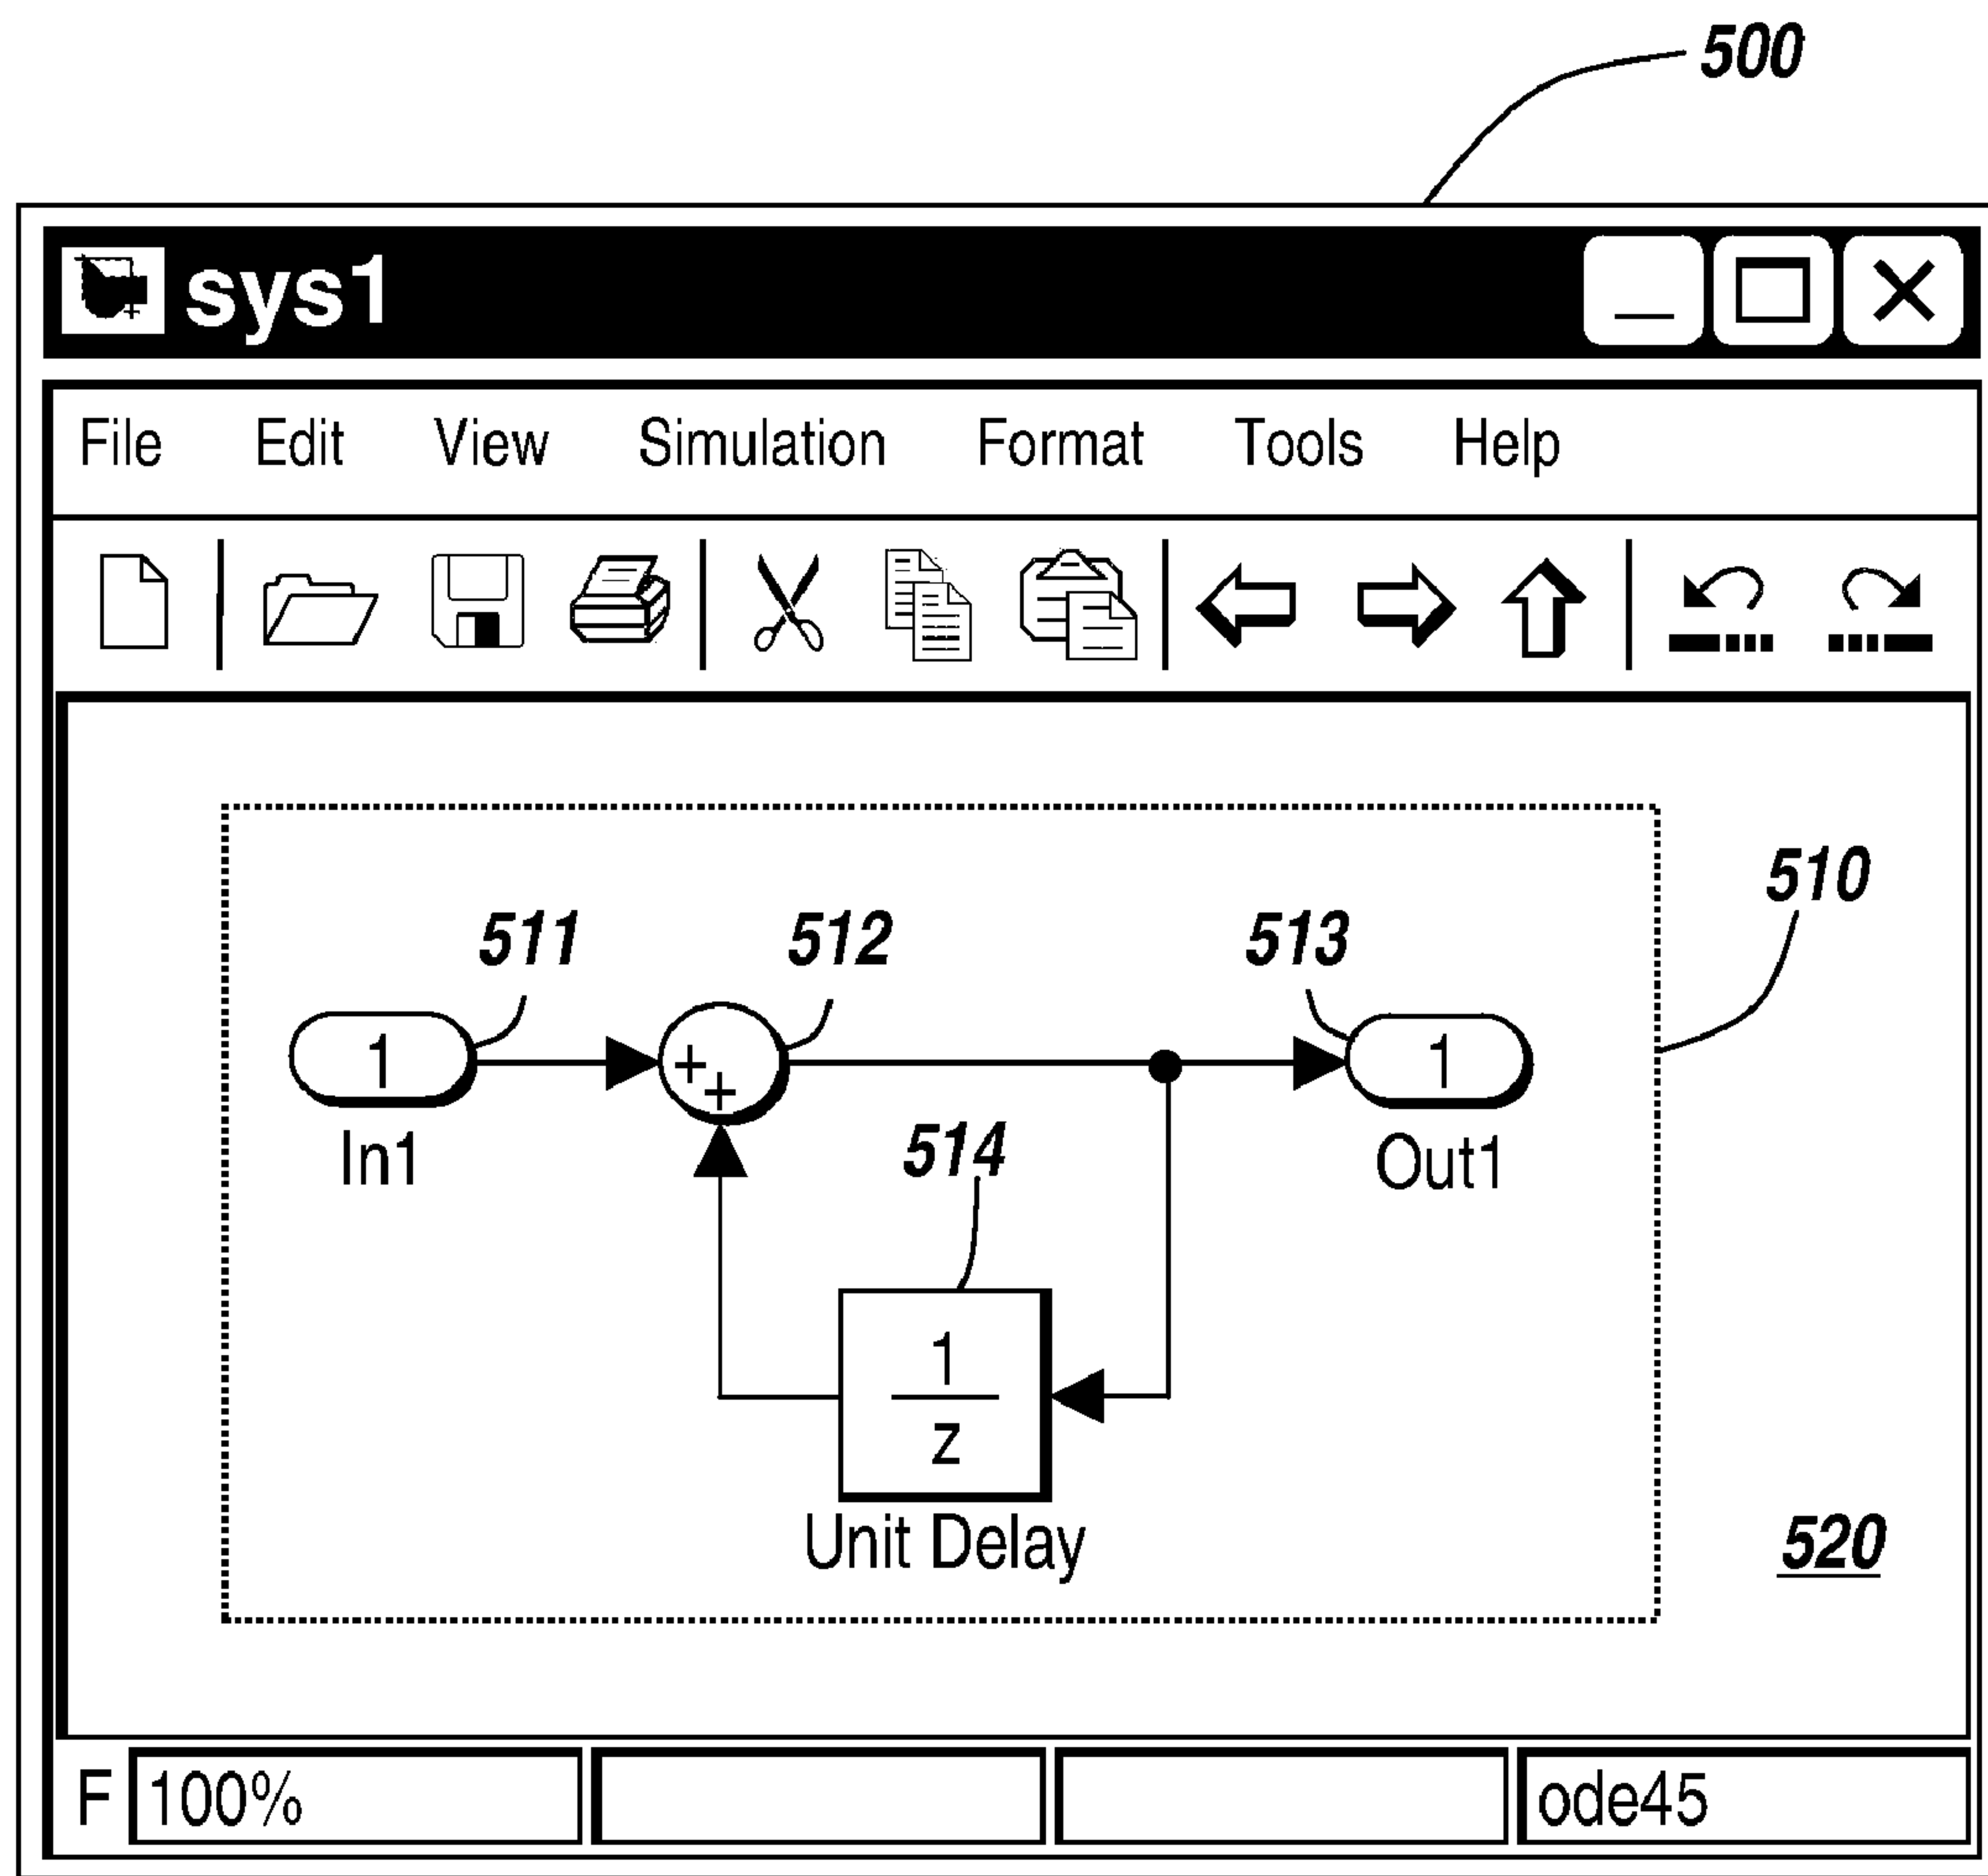 500
sys1
File Edit View Simulation Format Tools Help
510
511 512 513
1 + + 1
In1 514 Out1
1
z
Unit Delay
520
F 100% ode45